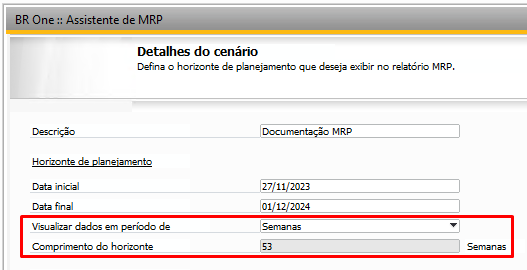 BR One :: Assistente de MRP
Detalhes do cenário
Defina o horizonte de planejamento que deseja exibir no relatório MRP.
Descrição Documentação MRP
Horizonte de planejamento
Data inicial 27/11/2023
Data final 01/12/2024
Visualizar dados em período de Semanas
Comprimento do horizonte 53 Semanas